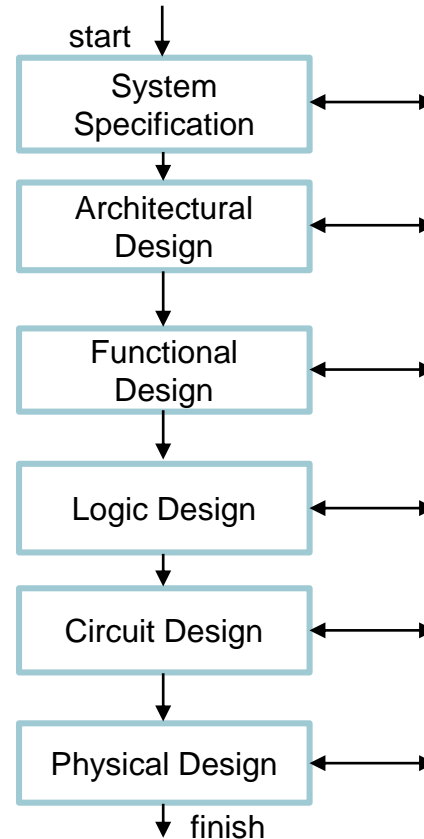 start
System
Specification
Architectural
Design
Functional
Design
Logic Design
Circuit Design
Physical Design
finish